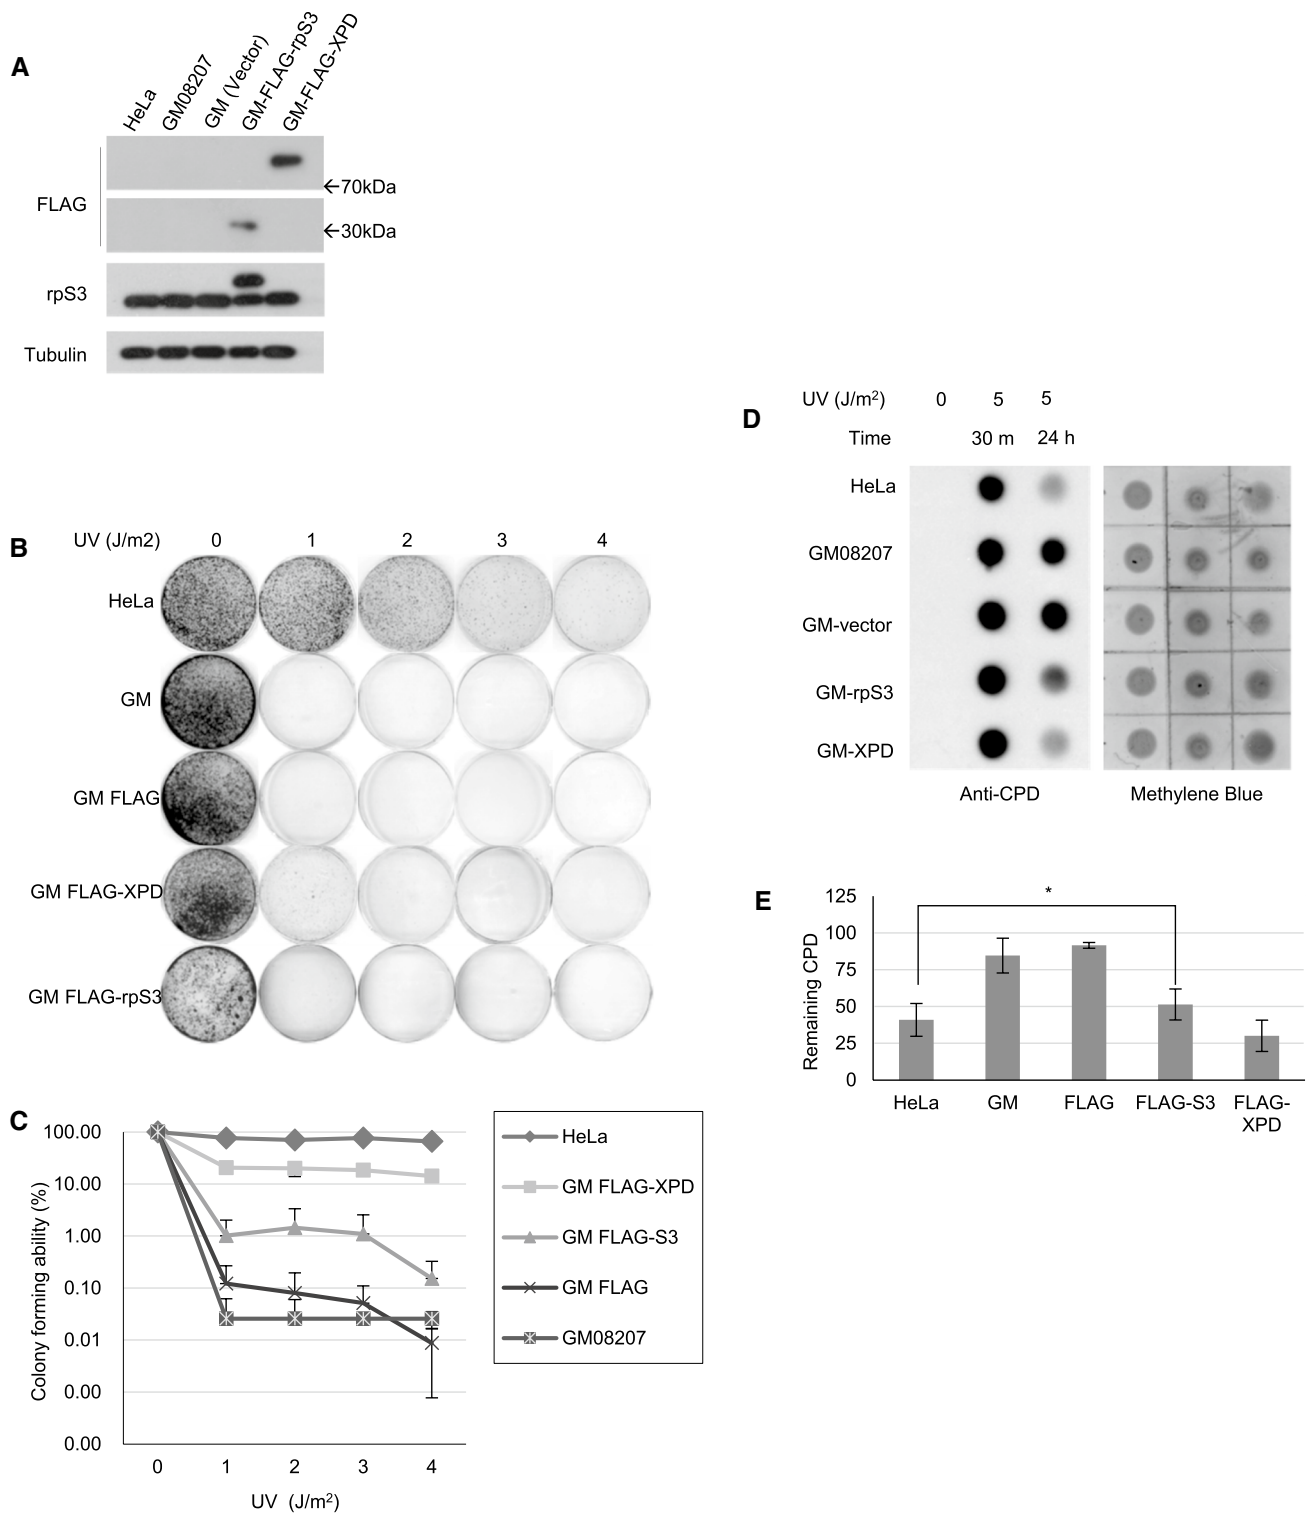 A
HeLa
GM08207
GM (Vector)
GM-FLAG-rpS3
GM-FLAG-XPD
FLAG
←70kDa
←30kDa
rpS3
Tubulin
B
UV (J/m2) 0 1 2 3 4
HeLa
GM
GM FLAG
GM FLAG-XPD
GM FLAG-rpS3
C
Colony forming ability (%)
100.00
10.00
1.00
0.10
0.01
0.00
0.00
0 1 2 3 4
UV (J/m²)
HeLa
GM FLAG-XPD
GM FLAG-S3
GM FLAG
GM08207
D
UV (J/m²) 0 5 5
Time 30 m 24 h
HeLa
GM08207
GM-vector
GM-rpS3
GM-XPD
Anti-CPD Methylene Blue
E
Remaining CPD
125
100
75
50
25
0
*
HeLa GM FLAG FLAG-S3 FLAG-
XPD